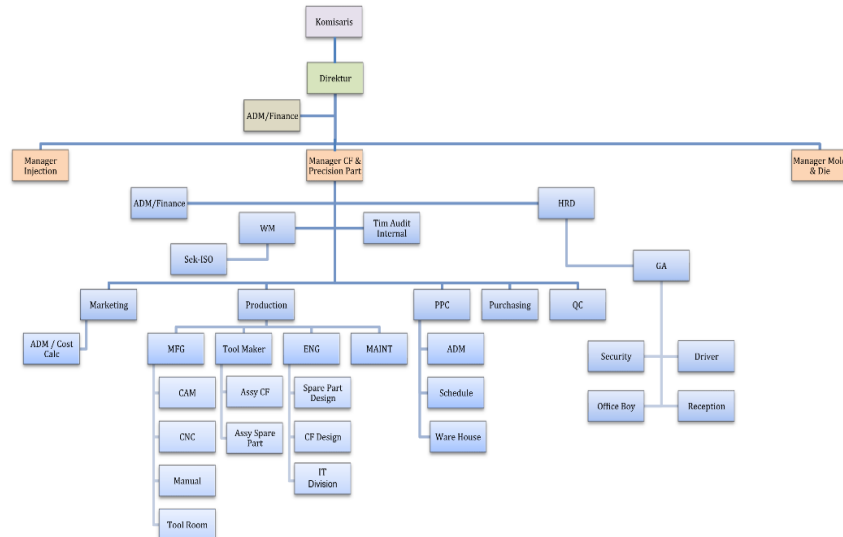 Komisaris
Direktur
ADM/Finance
Manager
Injection
Manager CF &
Precision Part
Manager Mold
& Die
ADM/Finance
HRD
WM
Tim Audit
Internal
Sek-ISO
GA
Marketing
Production
PPC
Purchasing
QC
ADM / Cost
Calc
MFG
Tool Maker
ENG
MAINT
ADM
Security
Driver
CAM
Assy CF
Spare Part
Design
Schedule
Office Boy
Reception
CNC
Assy Spare
Part
CF Design
Ware House
Manual
IT
Division
Tool Room